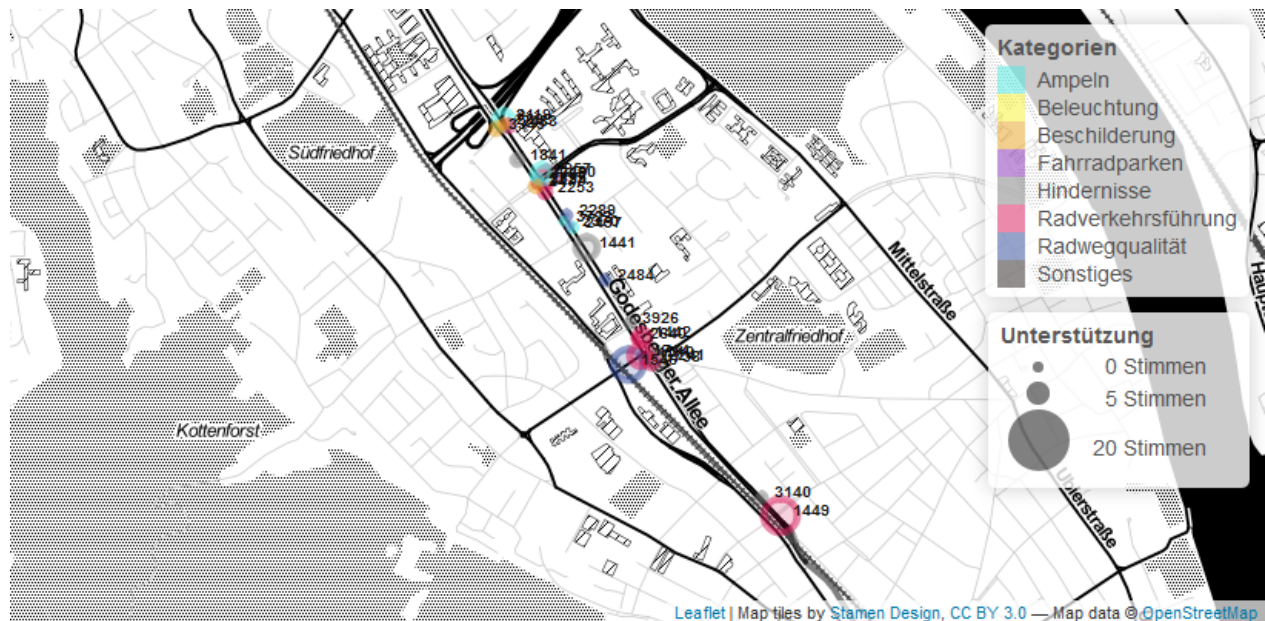 Kategorien
Ampeln
Beleuchtung
Beschilderung
Fahrradparken
Hindernisse
Radverkehrsführung
Radwegqualität
Sonstiges
Unterstützung
0 Stimmen
5 Stimmen
20 Stimmen
Südfriedhof
1841
2253
2289
1441
2484
Godesberger Allee
3926
Zentralfriedhof
Mittelstraße
Kottenforst
3140
1449
Ubierstraße
Leaflet | Map tiles by Stamen Design, CC BY 3.0 — Map data © OpenStreetMap